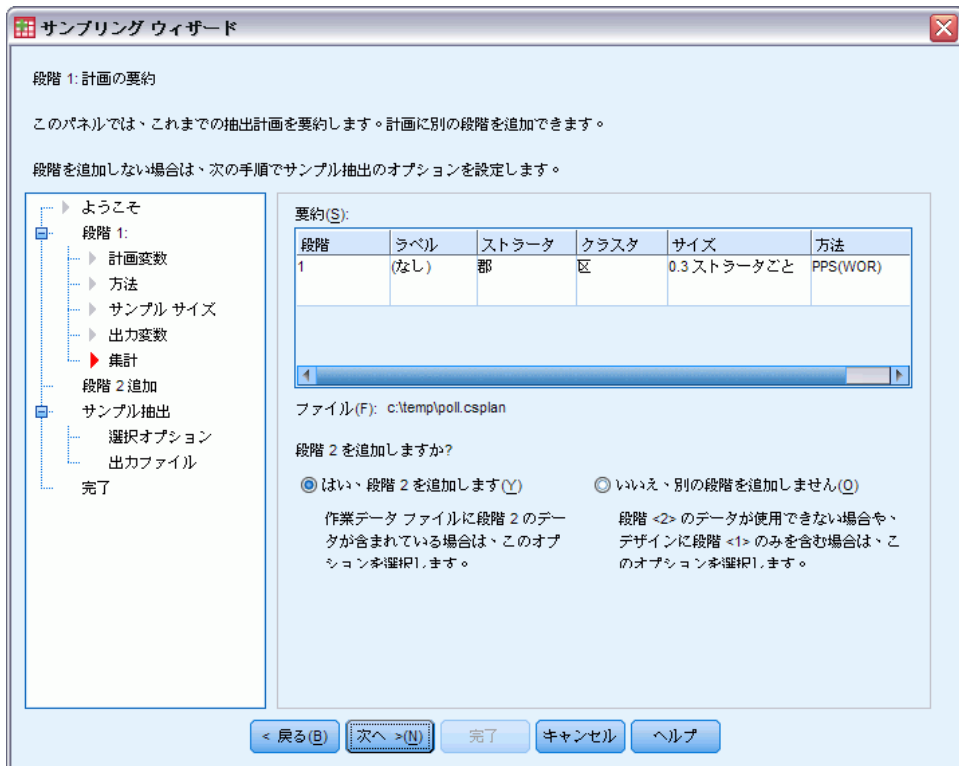 サンプリング ウィザード
段階 1: 計画の要約
このパネルでは、これまでの抽出計画を要約します。計画に別の段階を追加できます。
段階を追加しない場合は、次の手順でサンプル抽出のオプションを設定します。
ようこそ
段階 1:
計画変数
方法
サンプル サイズ
出力変数
集計
段階 2 追加
サンプル抽出
選択オプション
出力ファイル
完了
要約(S):
段階 ラベル ストラータ クラスタ サイズ 方法
1 (なし) 郡 区 0.3 ストラータごと PPS(WOR)
ファイル(F): c:\temp\poll.csplan
段階 2 を追加しますか?
はい、段階 2 を追加します(Y)
作業データ ファイルに段階 2 のデー
タが含まれている場合は、このオプ
ションを選択します。
いいえ、別の段階を追加しません(O)
段階 <2> のデータが使用できない場合や、
デザインに段階 <1> のみを含む場合は、こ
のオプションを選択します。
< 戻る(B) 次へ >(N) 完了 キャンセル ヘルプ